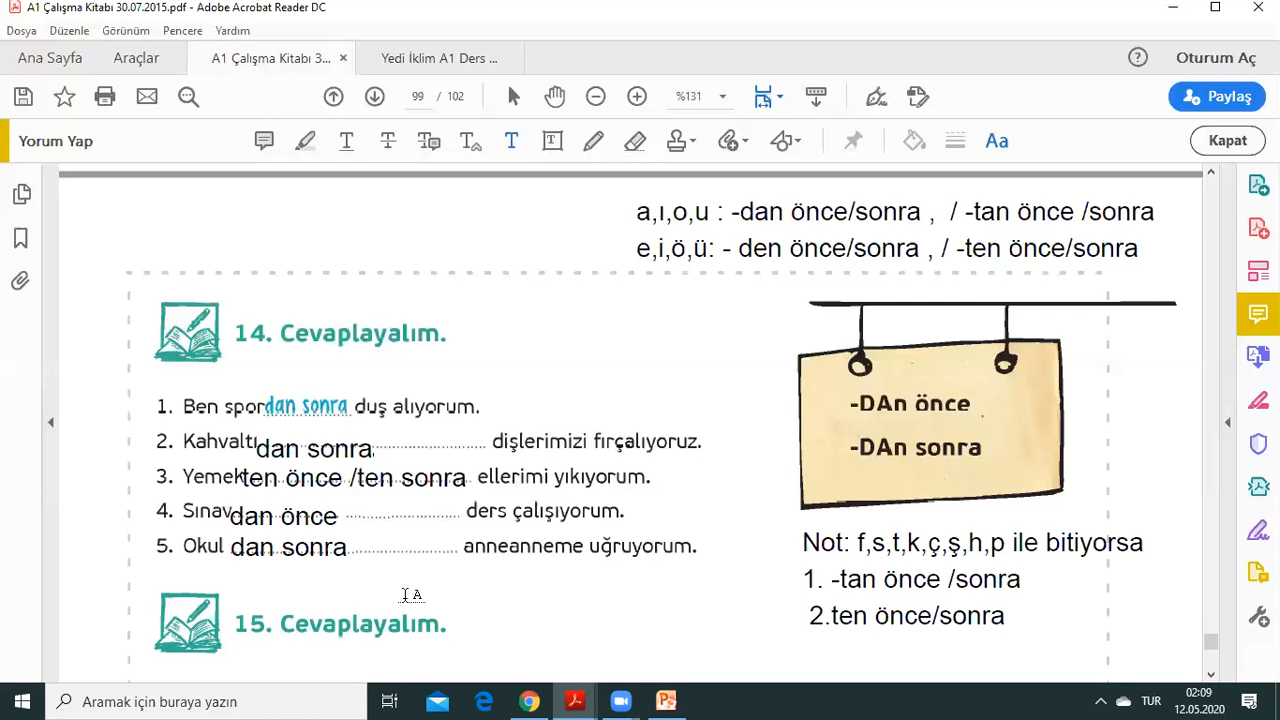 A1 Çalışma Kitabı 30.07.2015.pdf - Adobe Acrobat Reader DC
Dosya Düzenle Görünüm Pencere Yardım
Ana Sayfa Araçlar A1 Çalışma Kitabı 3... × Yedi İklim A1 Ders ... Oturum Aç
99 / 102 %131 Paylaş
Yorum Yap Aa Kapat
a,ı,o,u : -dan önce/sonra , / -tan önce /sonra
e,i,ö,ü: - den önce/sonra , / -ten önce/sonra
14. Cevaplayalım.
1. Ben spordan sonra duş alıyorum.
2. Kahvaltı dan sonra dişlerimizi fırçalıyoruz.
3. Yemek ten önce /ten sonra ellerimi yıkıyorum.
4. Sınav dan önce ders çalışıyorum.
5. Okul dan sonra anneanneme uğruyorum.
-DAn önce
-DAn sonra
Not: f,s,t,k,ç,ş,h,p ile bitiyorsa
1. -tan önce /sonra
2.ten önce/sonra
15. Cevaplayalım.
Aramak için buraya yazın
TUR
02:09
12.05.2020